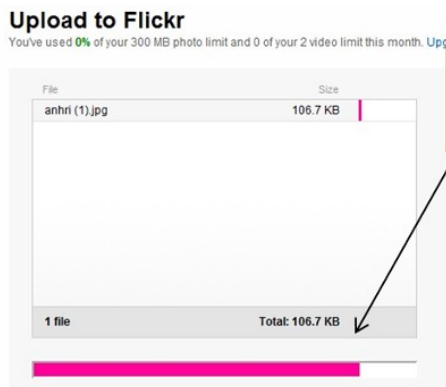 Upload to Flickr
You've used 0% of your 300 MB photo limit and 0 of your 2 video limit this month. Upg
File Size
anhri (1).jpg 106.7 KB
1 file Total: 106.7 KB